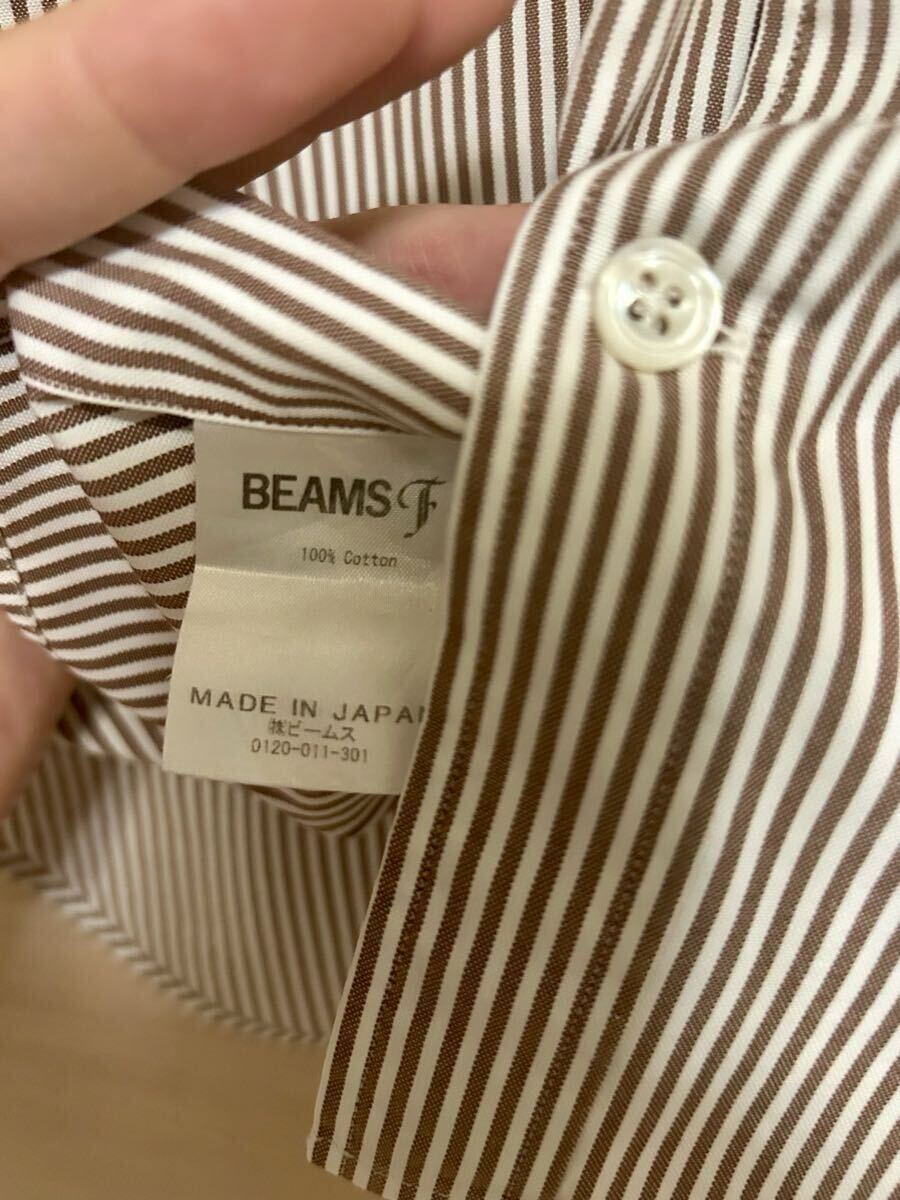 BEAMS F
100% Cotton
MADE IN JAPAN
㈱ビームス
0120-011-301